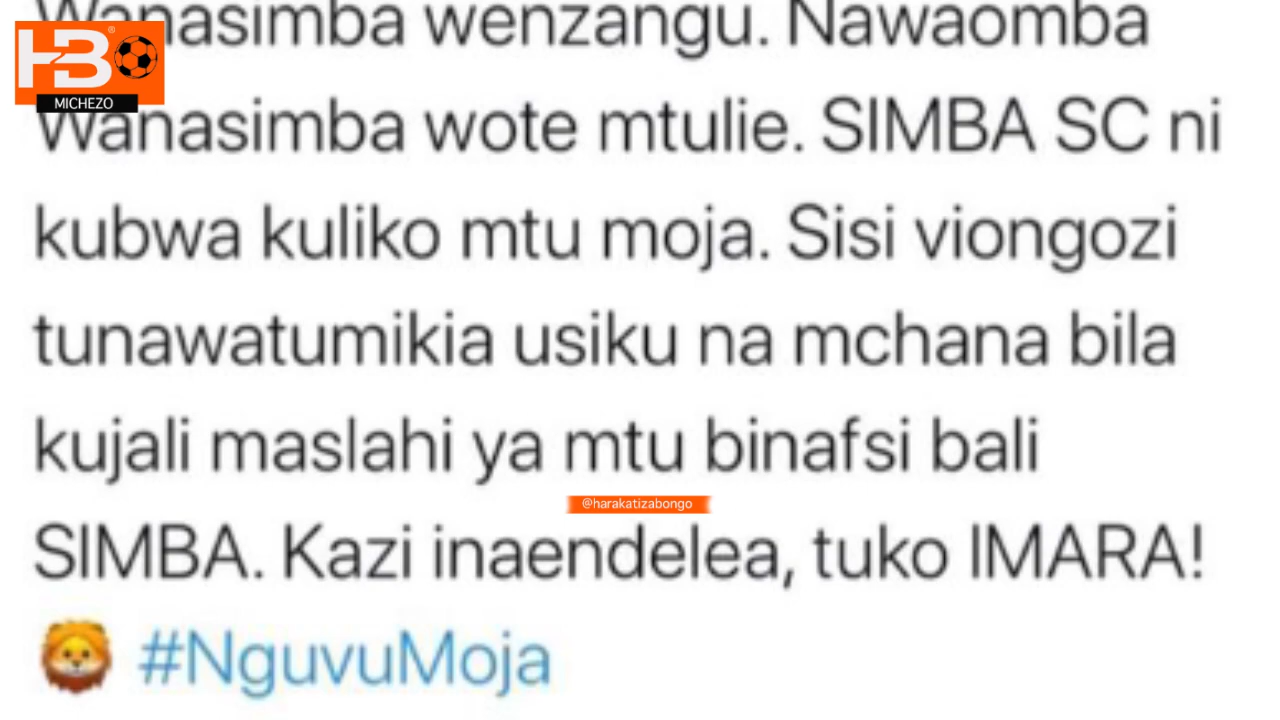 Wanasimba wenzangu. Nawaomba
HB
MICHEZO
Wanasimba wote mtulie. SIMBA SC ni
kubwa kuliko mtu moja. Sisi viongozi
tunawatumikia usiku na mchana bila
kujali maslahi ya mtu binafsi bali
@harakatizabongo
SIMBA. Kazi inaendelea, tuko IMARA!
#NguvuMoja